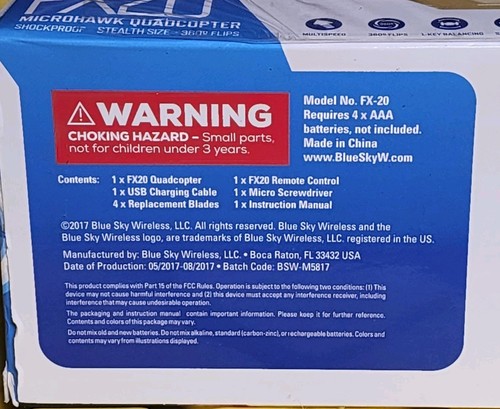 FX20
MICROHAWK QUADCOPTER
SHOCKPROOF STEALTH SIZE - 360º FLIPS
MULTISPEED 360º FLIPS 1-KEY BALANCING
⚠WARNING
CHOKING HAZARD – Small parts,
not for children under 3 years.
Model No. FX-20
Requires 4 x AAA
batteries, not included.
Made in China
www.BlueSkyW.com
Contents: 1 x FX20 Quadcopter 1 x FX20 Remote Control
1 x USB Charging Cable 1 x Micro Screwdriver
4 x Replacement Blades 1 x Instruction Manual
©2017 Blue Sky Wireless, LLC. All rights reserved. Blue Sky Wireless and the
Blue Sky Wireless logo, are trademarks of Blue Sky Wireless, LLC. registered in the US.
Manufactured by: Blue Sky Wireless, LLC. • Boca Raton, FL 33432 USA
Date of Production: 05/2017-08/2017 • Batch Code: BSW-M5817
This product complies with Part 15 of the FCC Rules. Operation is subject to the following two conditions: (1) This
device may not cause harmful interference and (2) this device must accept any interference receiver, including
interference that may cause undesirable operation.
The packaging and instruction manual contain important information. Please keep it for further reference.
Contents and colors of this package may vary.
Do not mix old and new batteries. Do not mix alkaline, standard (carbon-zinc), or rechargeable batteries. Colors and
contents may vary from illustrations displayed.